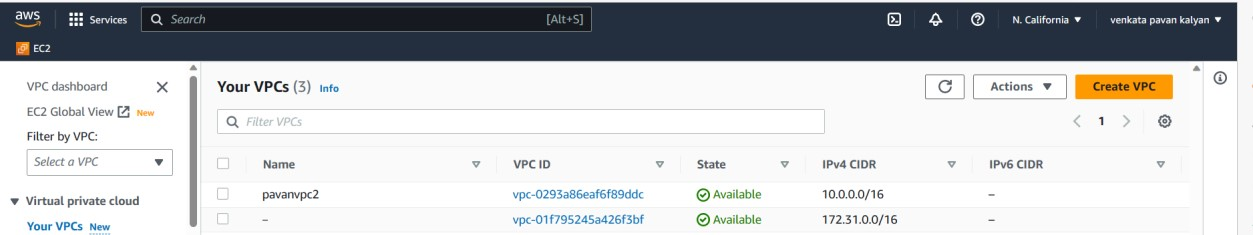 aws Services Search [Alt+S] N. California ▼ venkata pavan kalyan ▼
EC2
VPC dashboard
EC2 Global View New
Filter by VPC:
Select a VPC
Virtual private cloud
Your VPCs New
Your VPCs (3) Info
Actions ▼ Create VPC
Filter VPCs
1
Name VPC ID State IPv4 CIDR IPv6 CIDR
pavanvpc2 vpc-0293a86eaf6f89ddc Available 10.0.0.0/16 –
– vpc-01f795245a426f3bf Available 172.31.0.0/16 –